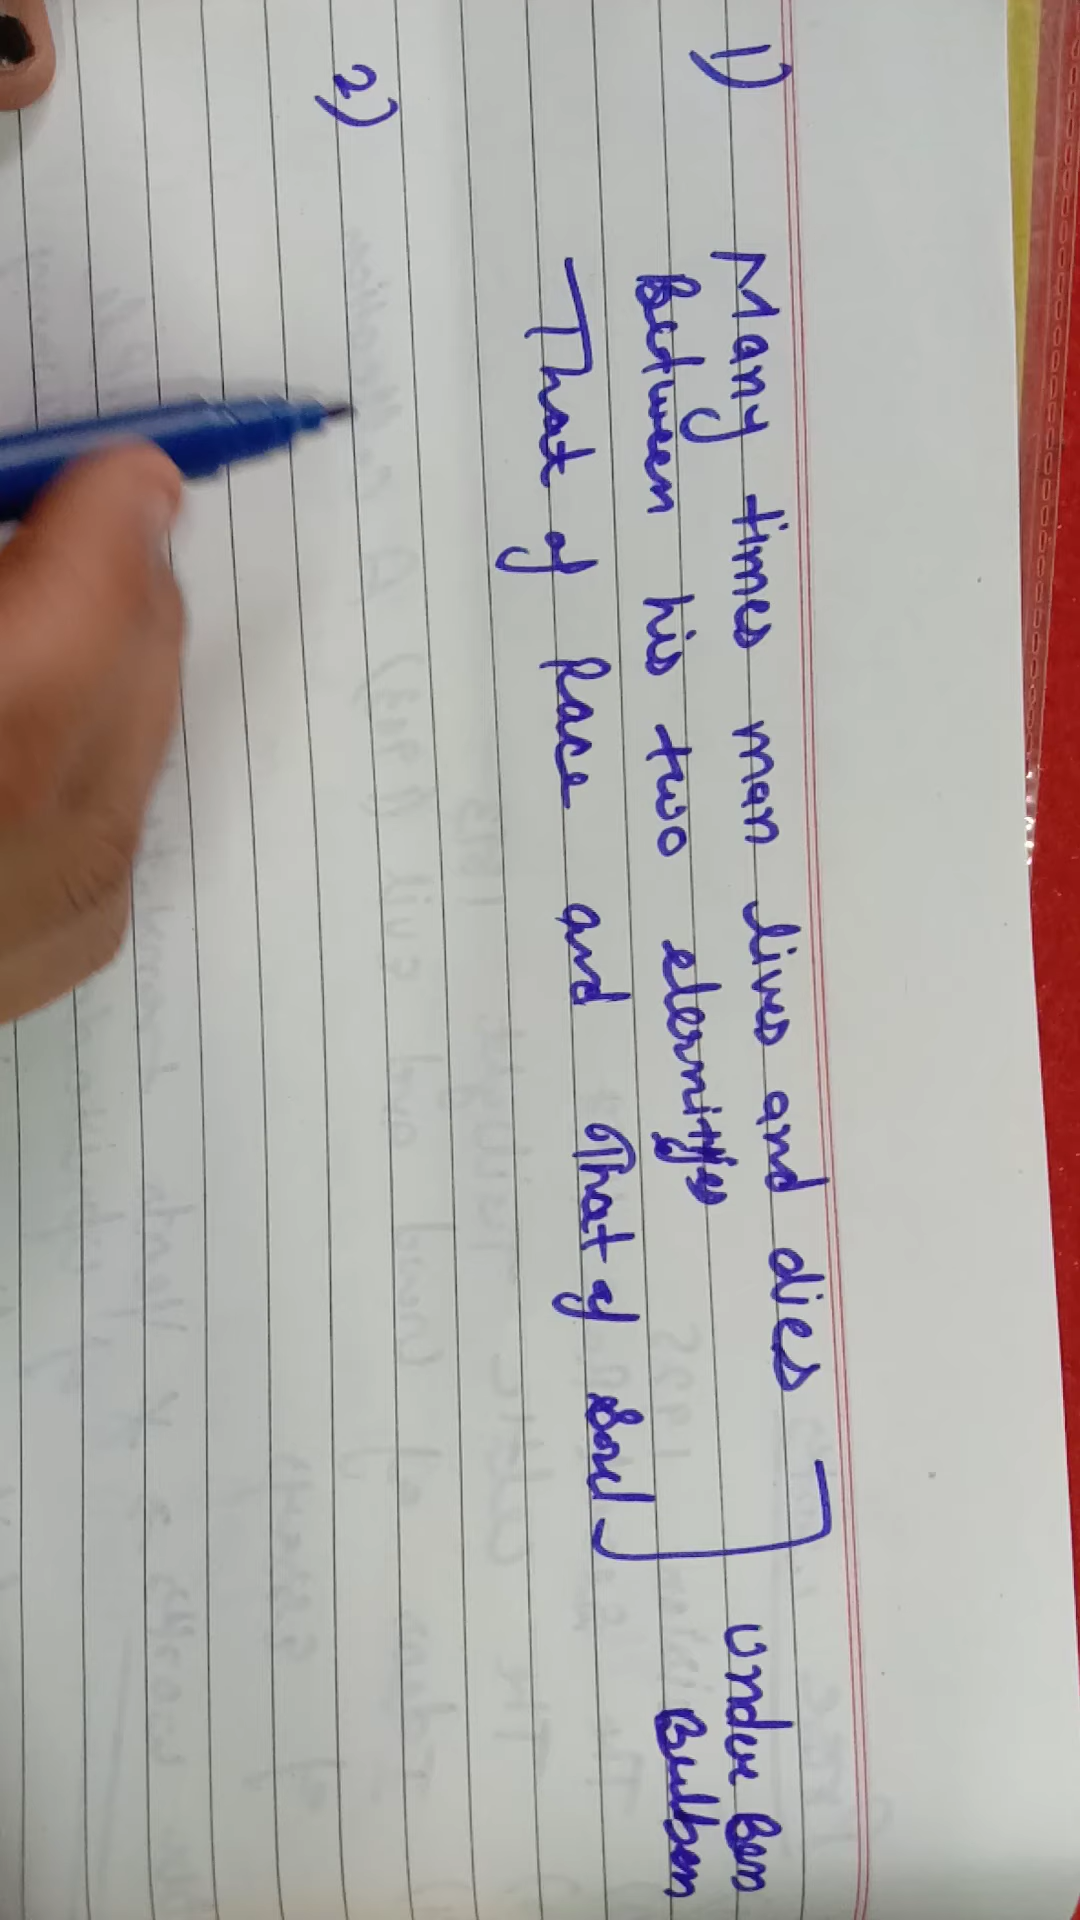 1) Many times man lives and dies
Between his two eternities
That of Race and That of Soul
Under Ben
Bulben
2)